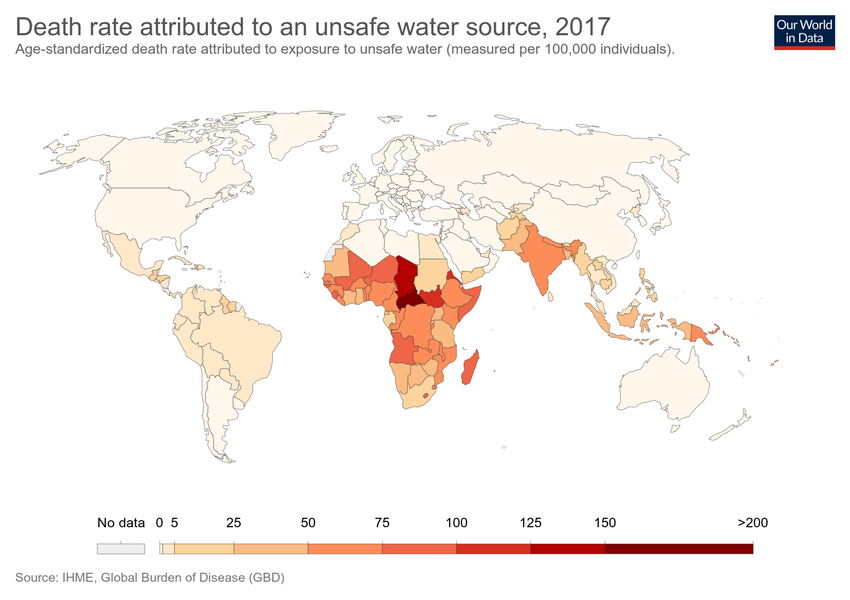 Death rate attributed to an unsafe water source, 2017
Our World
in Data
Age-standardized death rate attributed to exposure to unsafe water (measured per 100,000 individuals).
No data 0 5 25 50 75 100 125 150 >200
Source: IHME, Global Burden of Disease (GBD)